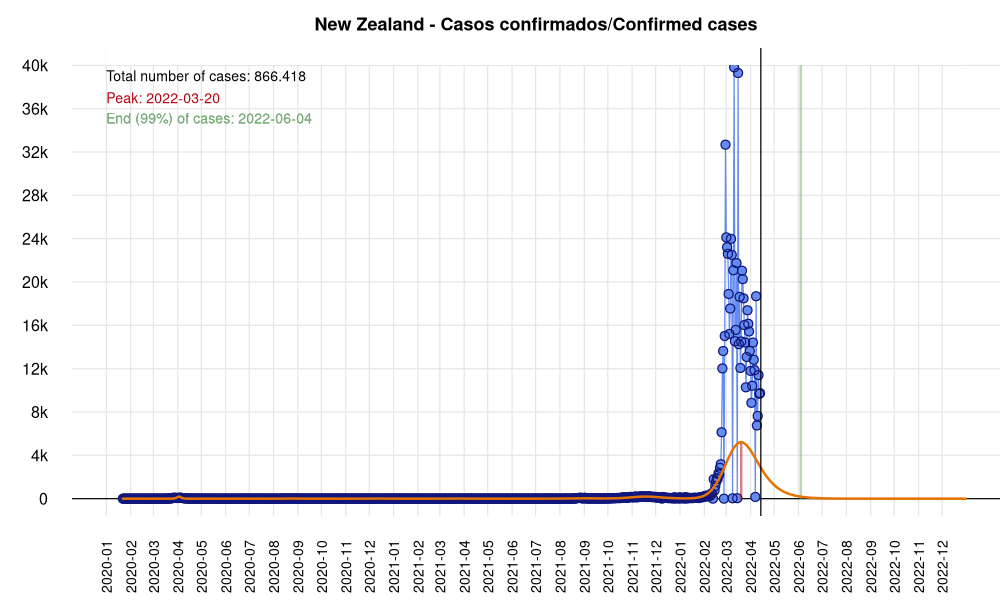 New Zealand - Casos confirmados/Confirmed cases
Total number of cases: 866.418
Peak: 2022-03-20
End (99%) of cases: 2022-06-04
40k
36k
32k
28k
24k
20k
16k
12k
8k
4k
0
2020-01
2020-02
2020-03
2020-04
2020-05
2020-06
2020-07
2020-08
2020-09
2020-10
2020-11
2020-12
2021-01
2021-02
2021-03
2021-04
2021-05
2021-06
2021-07
2021-08
2021-09
2021-10
2021-11
2021-12
2022-01
2022-02
2022-03
2022-04
2022-05
2022-06
2022-07
2022-08
2022-09
2022-10
2022-11
2022-12